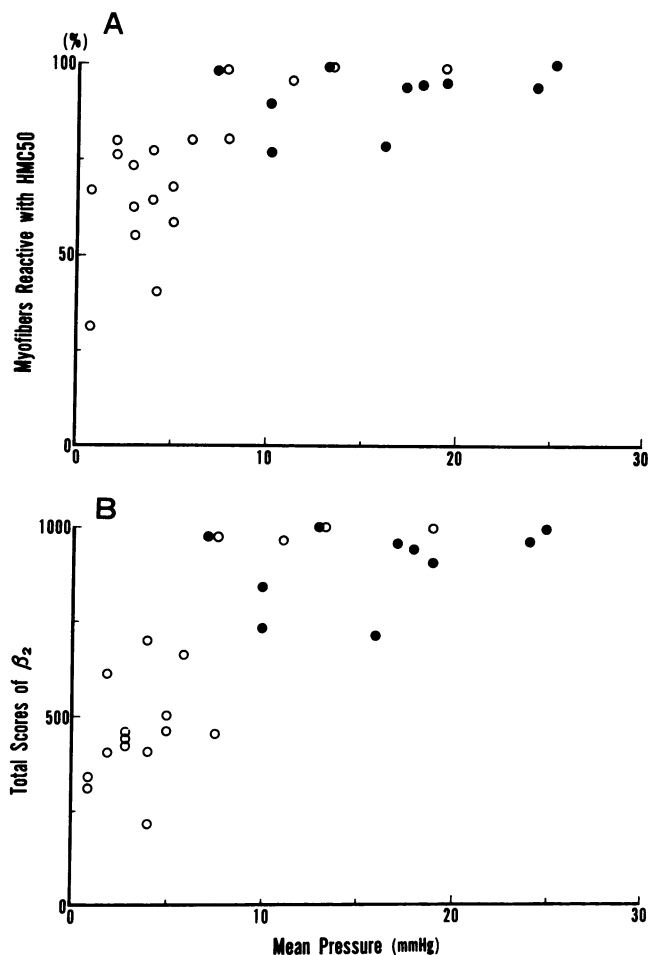 A
(%)
100
50
0
Myofibers Reactive with HMC50
0 10 20 30
B
1000
500
0
Total Scores of β₂
0 10 20 30
Mean Pressure (mmHg)